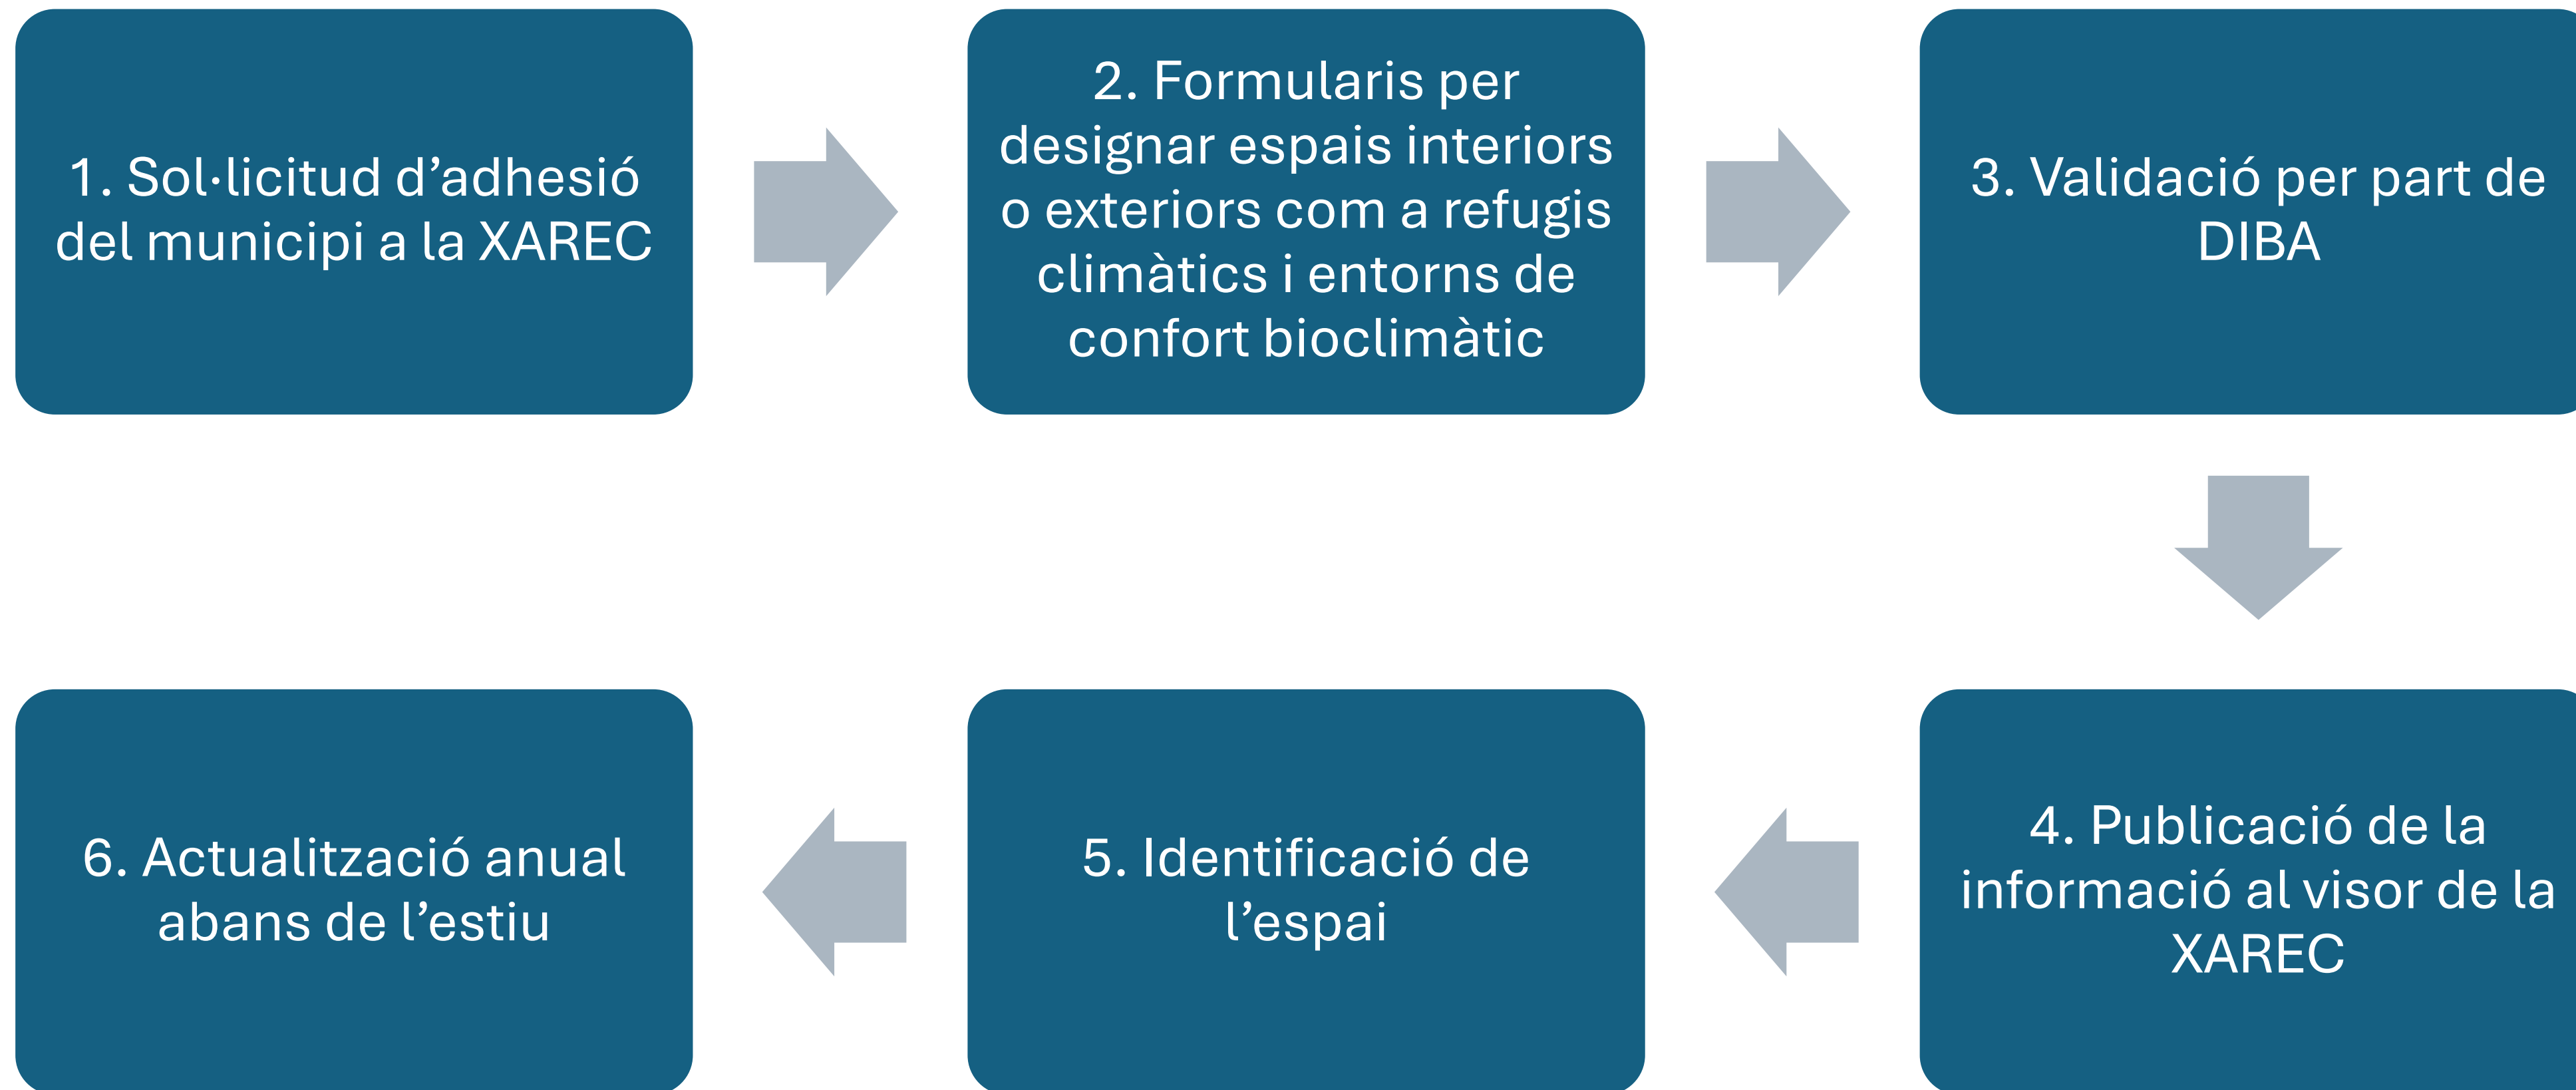 1. Sol·licitud d’adhesió
del municipi a la XAREC
2. Formularis per
designar espais interiors
o exteriors com a refugis
climàtics i entorns de
confort bioclimàtic
3. Validació per part de
DIBA
4. Publicació de la
informació al visor de la
XAREC
5. Identificació de
l’espai
6. Actualització anual
abans de l’estiu